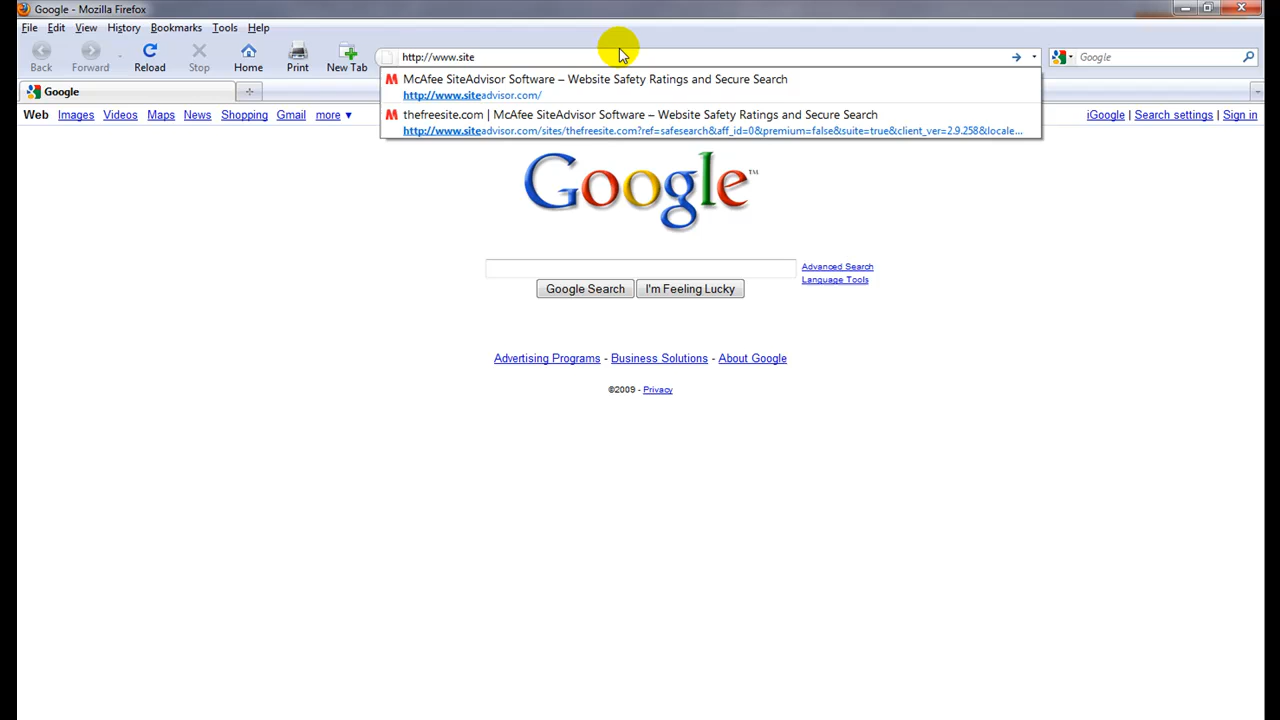 Google - Mozilla Firefox
File Edit View History Bookmarks Tools Help
Back Forward Reload Stop Home Print New Tab http://www.site Google
McAfee SiteAdvisor Software – Website Safety Ratings and Secure Search
http://www.siteadvisor.com/
thefreesite.com | McAfee SiteAdvisor Software – Website Safety Ratings and Secure Search
http://www.siteadvisor.com/sites/thefreesite.com?ref=safesearch&aff_id=0&premium=false&suite=true&client_ver=2.9.258&locale...
Google
Web Images Videos Maps News Shopping Gmail more ▼ iGoogle | Search settings | Sign in
Google™
Advanced Search
Language Tools
Google Search I'm Feeling Lucky
Advertising Programs - Business Solutions - About Google
©2009 - Privacy